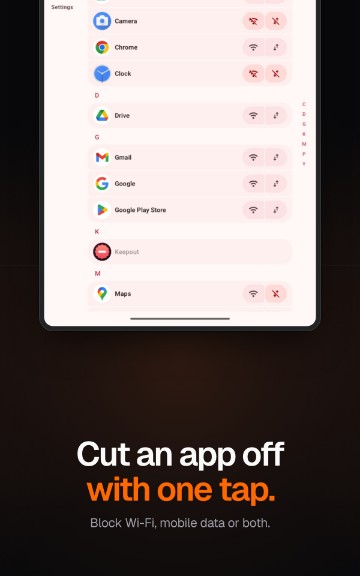 Settings
Camera
Chrome
Clock
D
Drive
G
Gmail
Google
Google Play Store
K
Keepout
M
Maps
C
D
G
K
M
P
Y
Cut an app off
with one tap.
Block Wi-Fi, mobile data or both.